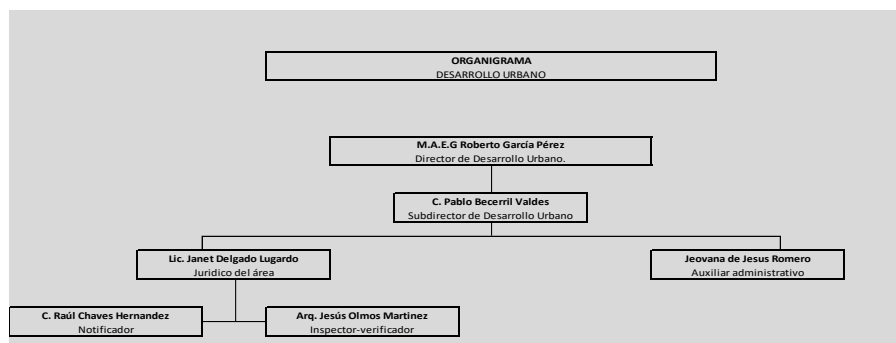 ORGANIGRAMA
DESARROLLO URBANO
M.A.E.G Roberto García Pérez
Director de Desarrollo Urbano.
C. Pablo Becerril Valdes
Subdirector de Desarrollo Urbano
Lic. Janet Delgado Lugardo
Juridico del área
Jeovana de Jesus Romero
Auxiliar administrativo
C. Raúl Chaves Hernandez
Notificador
Arq. Jesús Olmos Martinez
Inspector-verificador